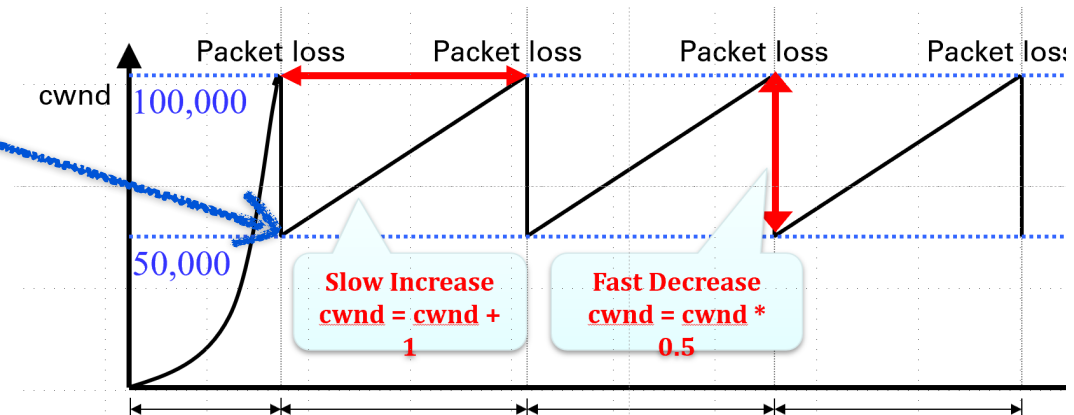 Packet loss Packet loss Packet loss Packet loss
cwnd
100,000
50,000
Slow Increase
cwnd = cwnd +
1
Fast Decrease
cwnd = cwnd *
0.5